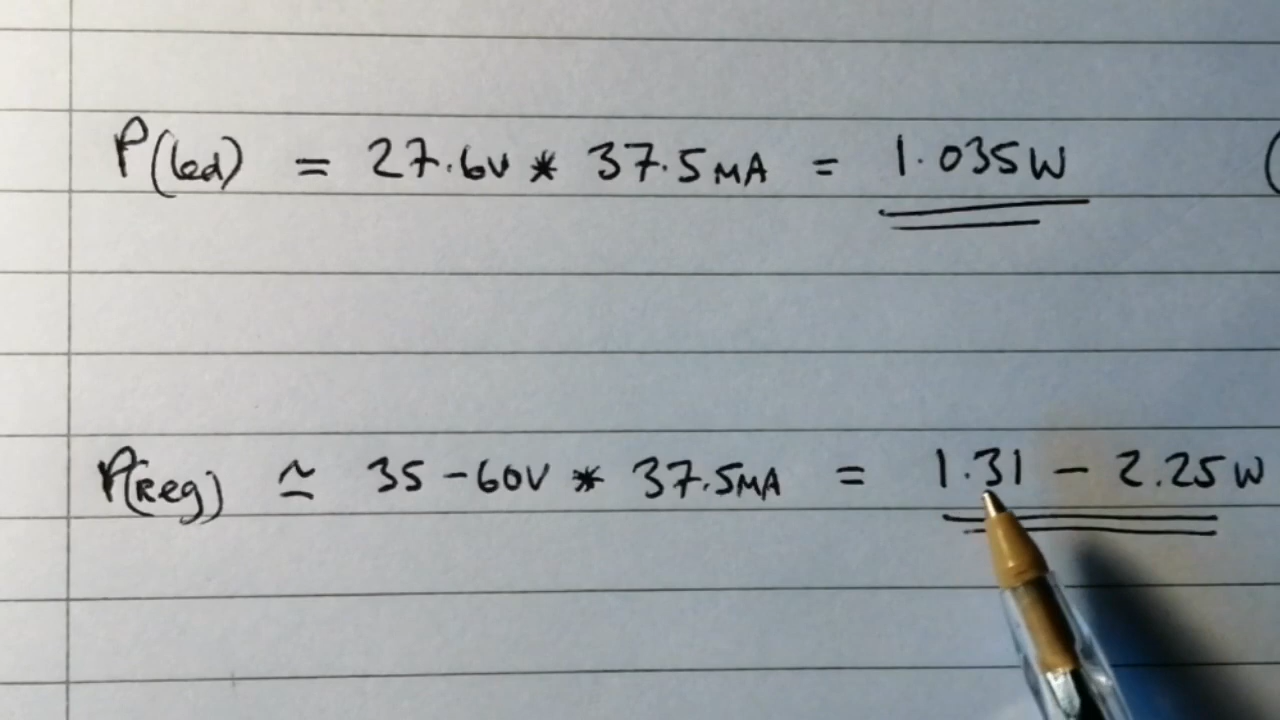 P(led) = 27.6V * 37.5mA = 1.035W (
P(Reg) ≃ 35-60V * 37.5mA = 1.31 - 2.25W